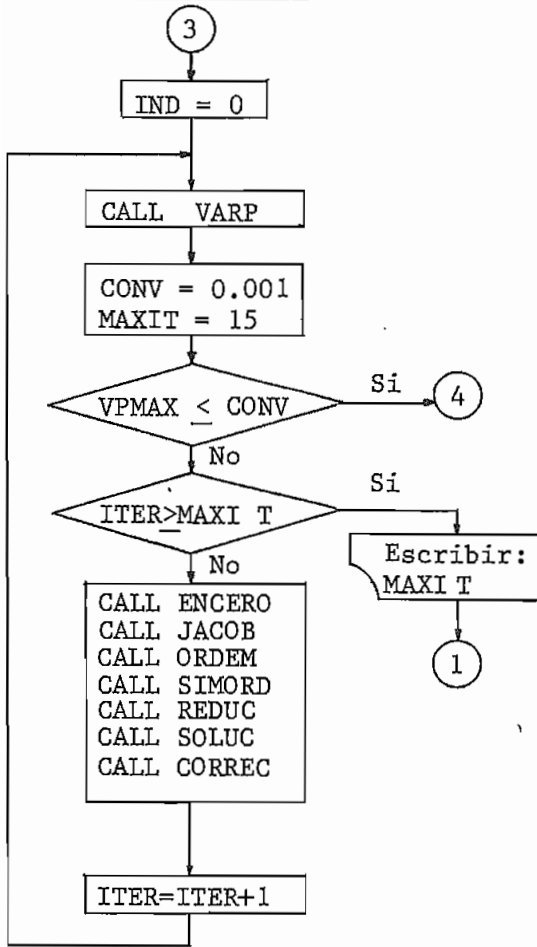 3
IND = 0
CALL VARP
CONV = 0.001
MAXIT = 15
VPMAX ≤ CONV
Si
4
No
ITER≥MAXI T
Si
Escribir:
MAXI T
1
No
CALL ENCERO
CALL JACOB
CALL ORDEM
CALL SIMORD
CALL REDUC
CALL SOLUC
CALL CORREC
ITER=ITER+1